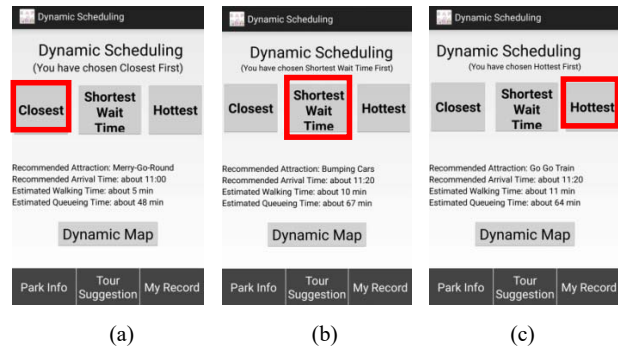 Dynamic Scheduling
Dynamic Scheduling
(You have chosen Closest First)
Closest
Shortest
Wait
Time
Hottest
Recommended Attraction: Merry-Go-Round
Recommended Arrival Time: about 11:00
Estimated Walking Time: about 5 min
Estimated Queueing Time: about 48 min
Dynamic Map
Park Info
Tour
Suggestion
My Record
(a)
Dynamic Scheduling
Dynamic Scheduling
(You have chosen Shortest Wait Time First)
Closest
Shortest
Wait
Time
Hottest
Recommended Attraction: Bumping Cars
Recommended Arrival Time: about 11:20
Estimated Walking Time: about 10 min
Estimated Queueing Time: about 67 min
Dynamic Map
Park Info
Tour
Suggestion
My Record
(b)
Dynamic Scheduling
Dynamic Scheduling
(You have chosen Hottest First)
Closest
Shortest
Wait
Time
Hottest
Recommended Attraction: Go Go Train
Recommended Arrival Time: about 11:20
Estimated Walking Time: about 11 min
Estimated Queueing Time: about 64 min
Dynamic Map
Park Info
Tour
Suggestion
My Record
(c)